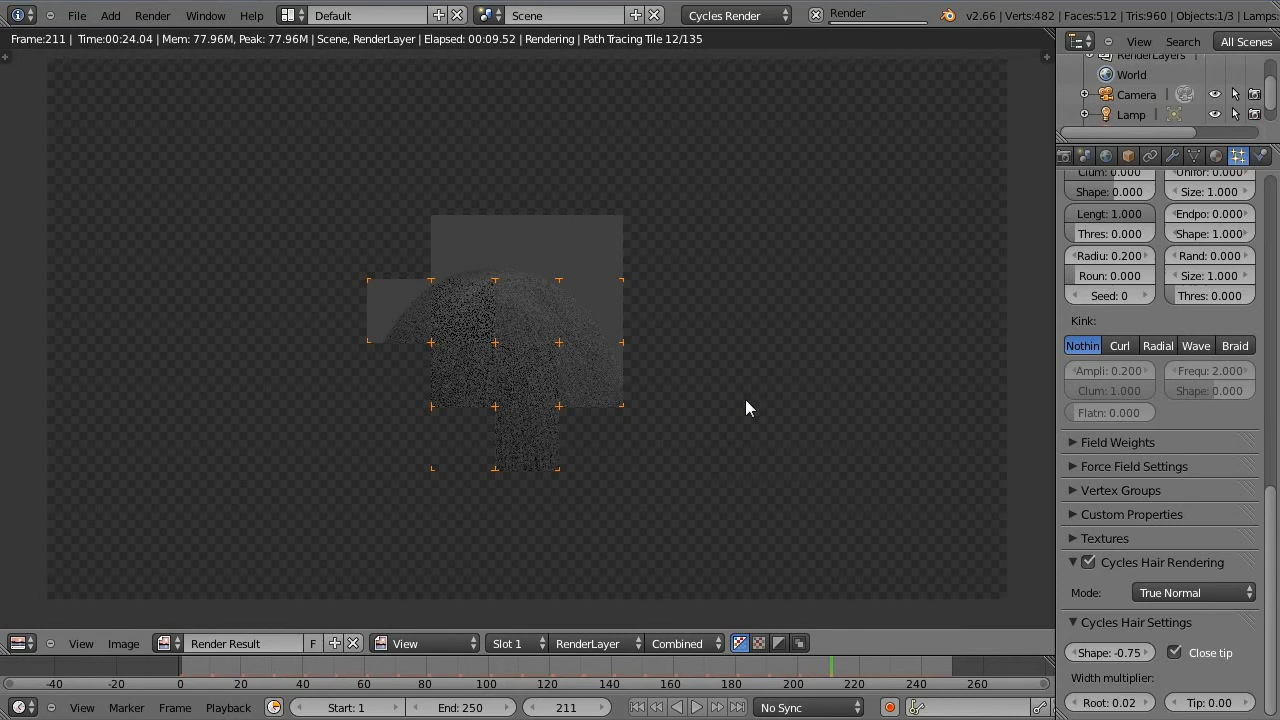 File Add Render Window Help Default Scene Cycles Render Render v2.66 | Verts:482 | Faces:512 | Tris:960 | Objects:1/3 | Lamps:
Frame:211 | Time:00:24.04 | Mem: 77.96M, Peak: 77.96M | Scene, RenderLayer | Elapsed: 00:09.52 | Rendering | Path Tracing Tile 12/135
View Search All Scenes
RenderLayers
World
Camera
Lamp
Clum: 0.000 Unifor: 0.000
Shape: 0.000 Size: 1.000
Lengt: 1.000 Endpo: 0.000
Thres: 0.000 Shape: 1.000
Radiu: 0.200 Rand: 0.000
Roun: 0.000 Size: 1.000
Seed: 0 Thres: 0.000
Kink:
Nothin Curl Radial Wave Braid
Ampli: 0.200 Frequ: 2.000
Clum: 1.000 Shape: 0.000
Flatn: 0.000
Field Weights
Force Field Settings
Vertex Groups
Custom Properties
Textures
Cycles Hair Rendering
Mode: True Normal
Cycles Hair Settings
Shape: -0.75 Close tip
Width multiplier:
Root: 0.02 Tip: 0.00
View Image Render Result F View Slot 1 RenderLayer Combined
-40 -20 0 20 40 60 80 100 120 140 160 180 200 220 240 260
View Marker Frame Playback Start: 1 End: 250 211 No Sync